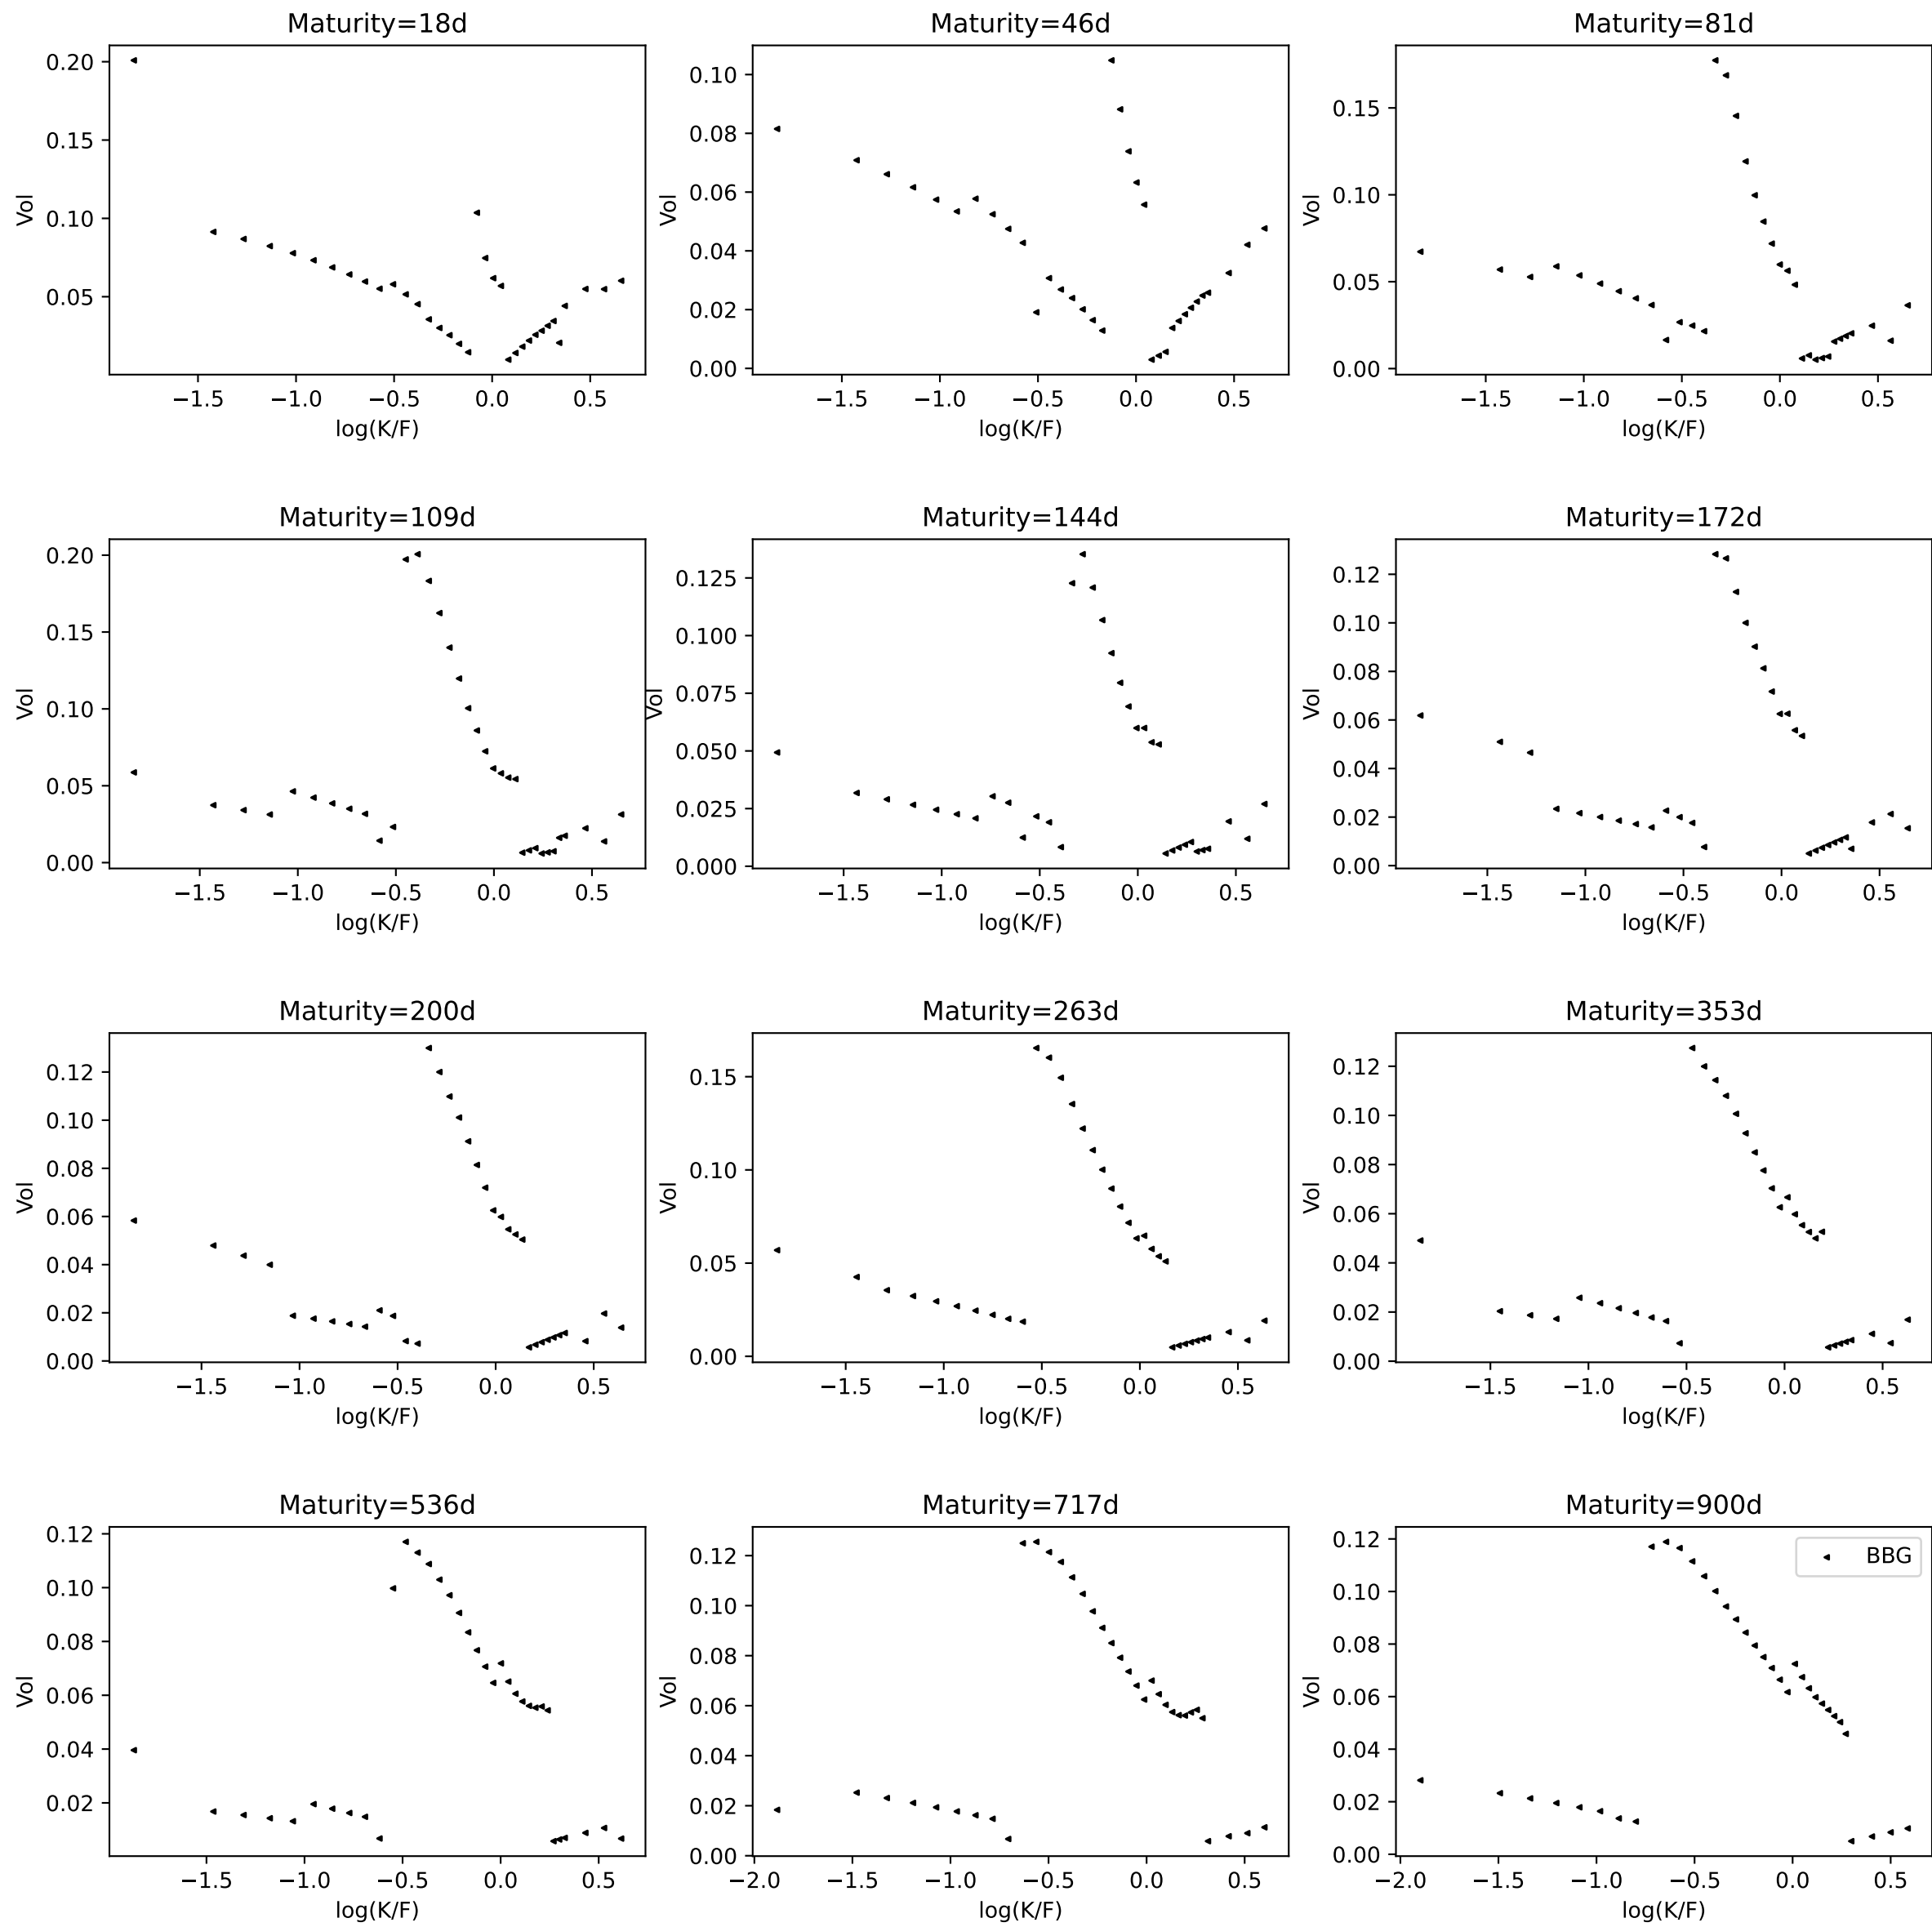 Maturity=18d Maturity=46d Maturity=81d
0.20 0.10 0.15
0.15 0.08 0.10
0.10 0.06 0.05
0.05 0.04 0.00
0.02
0.00
Vol Vol Vol
−1.5 −1.0 −0.5 0.0 0.5 −1.5 −1.0 −0.5 0.0 0.5 −1.5 −1.0 −0.5 0.0 0.5
log(K/F) log(K/F) log(K/F)
Maturity=109d Maturity=144d Maturity=172d
0.20 0.125 0.12
0.15 0.100 0.10
0.10 0.075 0.08
0.05 0.050 0.06
0.00 0.025 0.04
0.000 0.02
0.00
Vol Vol Vol
−1.5 −1.0 −0.5 0.0 0.5 −1.5 −1.0 −0.5 0.0 0.5 −1.5 −1.0 −0.5 0.0 0.5
log(K/F) log(K/F) log(K/F)
Maturity=200d Maturity=263d Maturity=353d
0.12 0.15 0.12
0.10 0.10 0.10
0.08 0.05 0.08
0.06 0.00 0.06
0.04 0.04
0.02 0.02
0.00 0.00
Vol Vol Vol
−1.5 −1.0 −0.5 0.0 0.5 −1.5 −1.0 −0.5 0.0 0.5 −1.5 −1.0 −0.5 0.0 0.5
log(K/F) log(K/F) log(K/F)
Maturity=536d Maturity=717d Maturity=900d
0.12 0.12 0.12
BBG
0.10 0.10 0.10
0.08 0.08 0.08
0.06 0.06 0.06
0.04 0.04 0.04
0.02 0.02 0.02
0.00 0.00
Vol Vol Vol
−1.5 −1.0 −0.5 0.0 0.5 −2.0 −1.5 −1.0 −0.5 0.0 0.5 −2.0 −1.5 −1.0 −0.5 0.0 0.5
log(K/F) log(K/F) log(K/F)